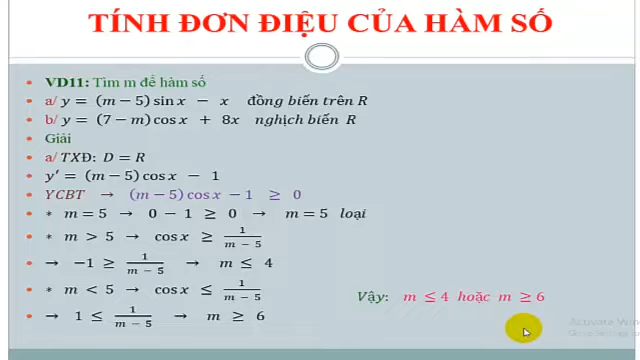 TÍNH ĐƠN ĐIỆU CỦA HÀM SỐ
• VD11: Tìm m để hàm số
• a/ y = (m − 5) sin x − x đồng biến trên R
• b/ y = (7 − m) cos x + 8x nghịch biến R
• Giải
• a/ TXĐ: D = R
• y′ = (m − 5) cos x − 1
• YCBT → (m − 5) cos x − 1 ≥ 0
• ∗ m = 5 → 0 − 1 ≥ 0 → m = 5 loại
• ∗ m > 5 → cos x ≥ 1/(m − 5)
• → −1 ≥ 1/(m − 5) → m ≤ 4
• ∗ m < 5 → cos x ≤ 1/(m − 5)
• → 1 ≤ 1/(m − 5) → m ≥ 6
Vậy: m ≤ 4 hoặc m ≥ 6
Activate Win